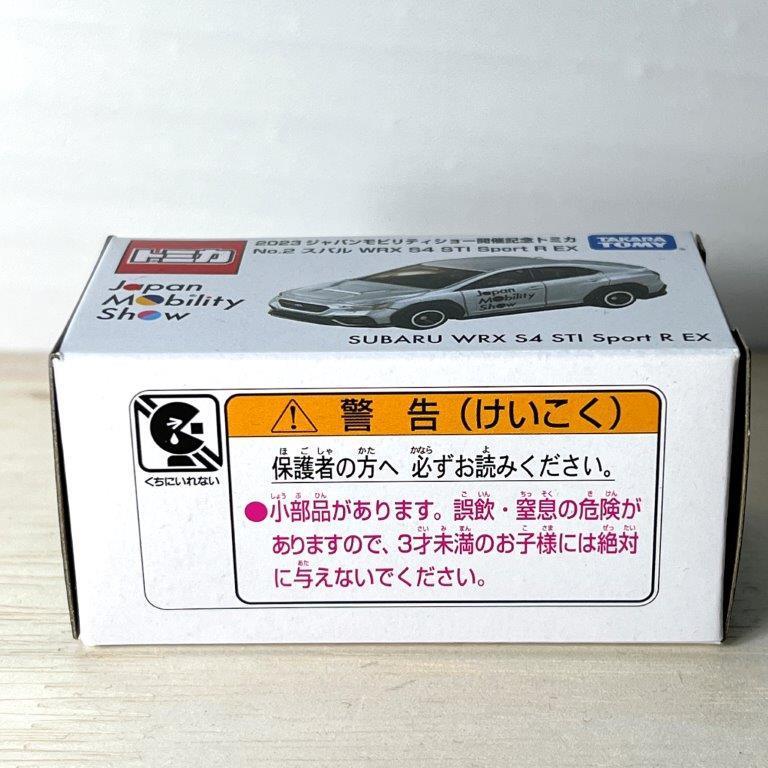 トミカ
2023 ジャパンモビリティショー開催記念トミカ
No.2 スバル WRX S4 STI Sport R EX
TAKARA
TOMY
Japan
Mobility
Show
Japan
Mobility
Show
SUBARU WRX S4 STI Sport R EX
くちにいれない
警 告 (けいこく)
保護者の方へ 必ずお読みください。
●小部品があります。誤飲・窒息の危険が
ありますので、3才未満のお子様には絶対
に与えないでください。